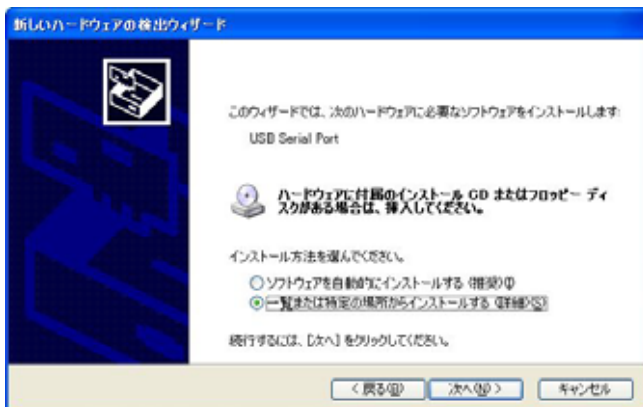 新しいハードウェアの検出ウィザード
このウィザードでは、次のハードウェアに必要なソフトウェアをインストールします:
USB Serial Port
ハードウェアに付属のインストール CD またはフロッピー ディ
スクがある場合は、挿入してください。
インストール方法を選んでください。
ソフトウェアを自動的にインストールする (推奨)(I)
一覧または特定の場所からインストールする (詳細)(S)
続行するには、[次へ] をクリックしてください。
< 戻る(B)
次へ(N) >
キャンセル